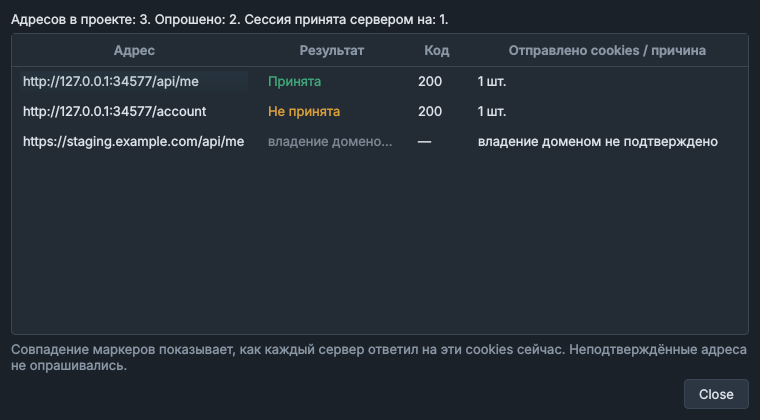 Адресов в проекте: 3. Опрошено: 2. Сессия принята сервером на: 1.
Адрес Результат Код Отправлено cookies / причина
http://127.0.0.1:34577/api/me Принята 200 1 шт.
http://127.0.0.1:34577/account Не принята 200 1 шт.
https://staging.example.com/api/me владение домено... — владение доменом не подтверждено
Совпадение маркеров показывает, как каждый сервер ответил на эти cookies сейчас. Неподтверждённые адреса
не опрашивались.
Close